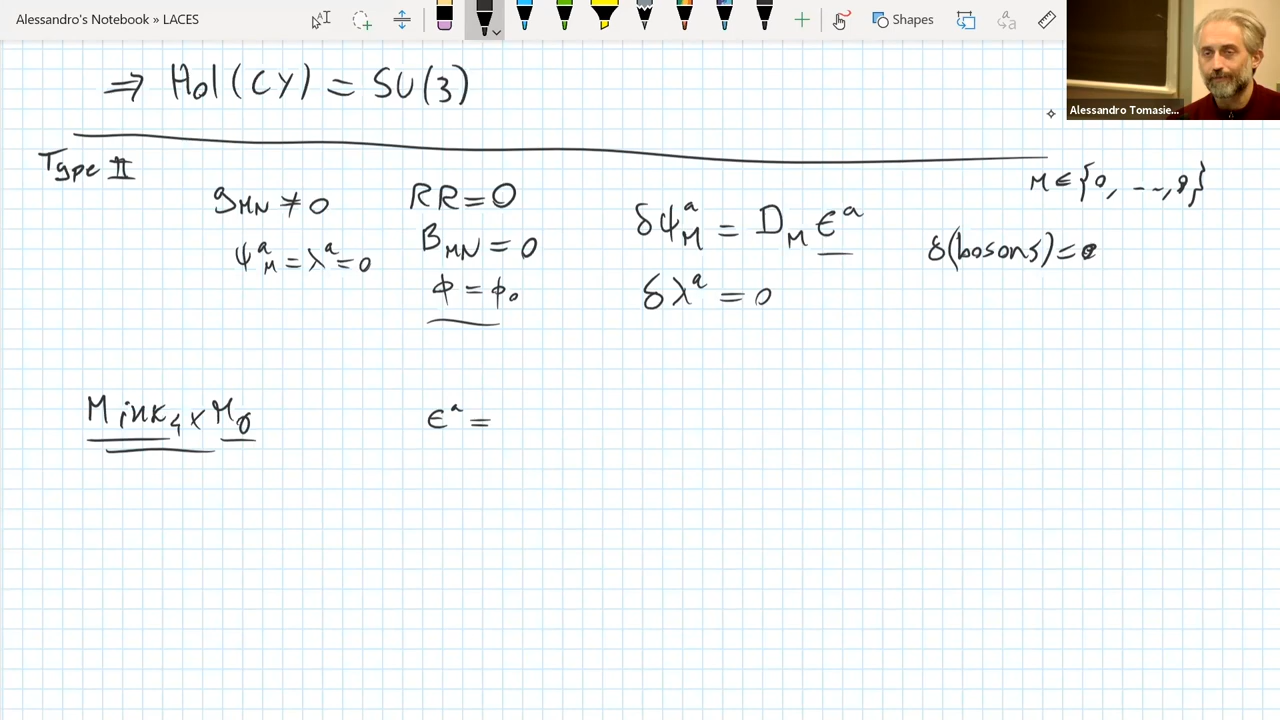 Alessandro's Notebook » LACES
Shapes
Alessandro Tomasie...
⇒ Hol(CY) = SU(3)
Type II
M ∈ {0, ---, 9}
g_MN ≠ 0
RR = 0
δψ^a_M = D_M ϵ^a
ψ^a_M = λ^a = 0
B_MN = 0
δ(bosons) = 0
ϕ = ϕ_0
δλ^a = 0
Mink_4 × M_6
ϵ^a =